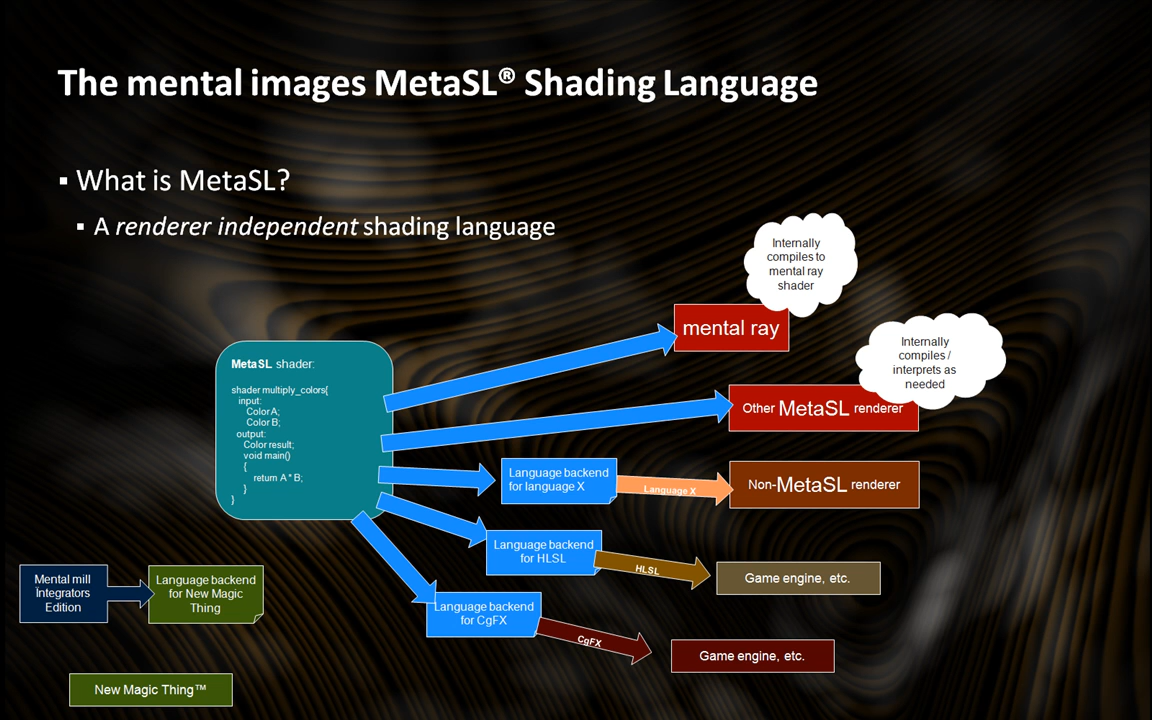 The mental images MetaSL® Shading Language
▪ What is MetaSL?
▪ A renderer independent shading language
Internally
compiles to
mental ray
shader
mental ray
Internally
compiles /
interprets as
needed
Other MetaSL renderer
MetaSL shader:
shader multiply_colors{
input:
Color A;
Color B;
output:
Color result;
void main()
{
return A * B;
}
}
Language backend
for language X
Language X
Non-MetaSL renderer
Language backend
for HLSL
HLSL
Game engine, etc.
Language backend
for CgFX
CgFX
Game engine, etc.
Mental mill
Integrators
Edition
Language backend
for New Magic
Thing
New Magic Thing™